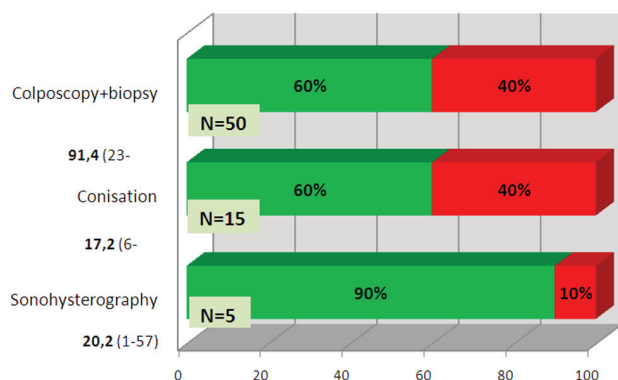 60% 40%
Colposcopy+biopsy
N=50
91,4 (23-
60% 40%
Conisation
N=15
17,2 (6-
90% 10%
Sonohysterography
N=5
20,2 (1-57)
0 20 40 60 80 100